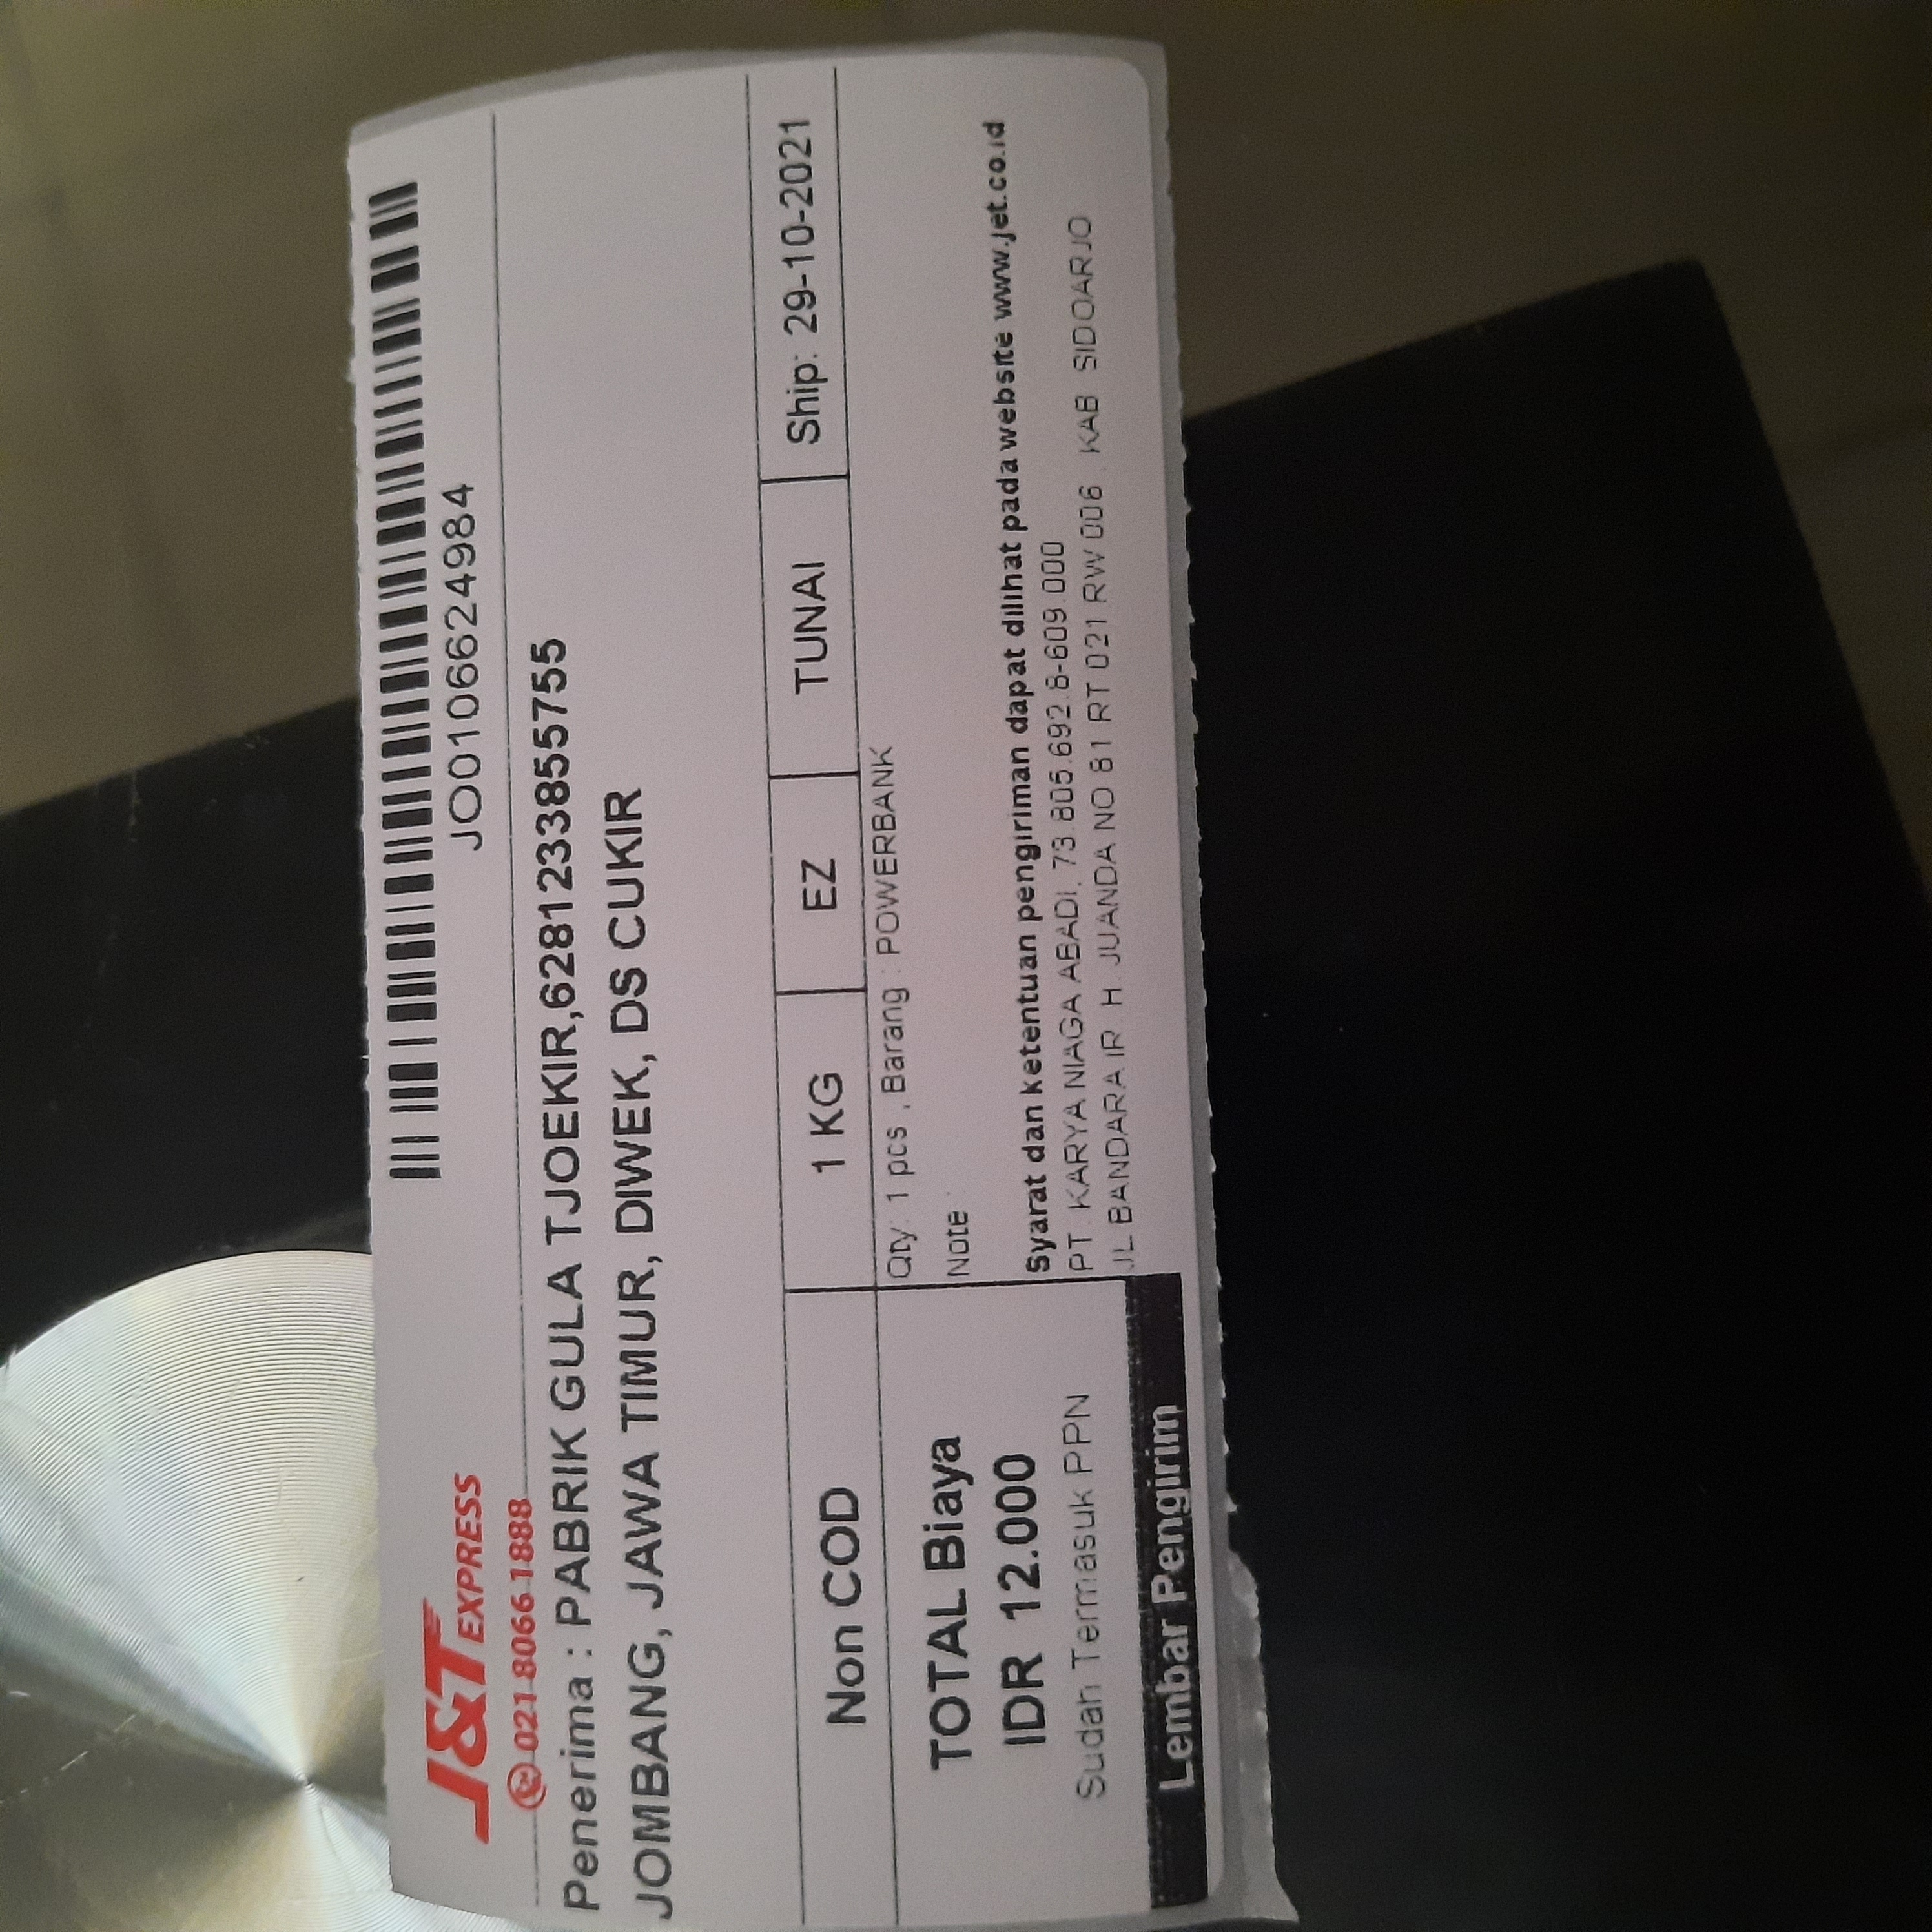 J&T EXPRESS
021 8066 1888
JO0106624984
Penerima : PABRIK GULA TJOEKIR,6281233855755
JOMBANG, JAWA TIMUR, DIWEK, DS CUKIR
Non COD 1 KG EZ TUNAI Ship: 29-10-2021
TOTAL Biaya
IDR 12.000
Sudah Termasuk PPN
Lembar Pengirim
Qty: 1 pcs , Barang : POWERBANK
Note :
Syarat dan ketentuan pengiriman dapat dilihat pada website www.jet.co.id
PT. KARYA NIAGA ABADI, 73.805.692.8-609.000
JL BANDARA IR. H. JUANDA NO 81 RT 021 RW 006 , KAB. SIDOARJO